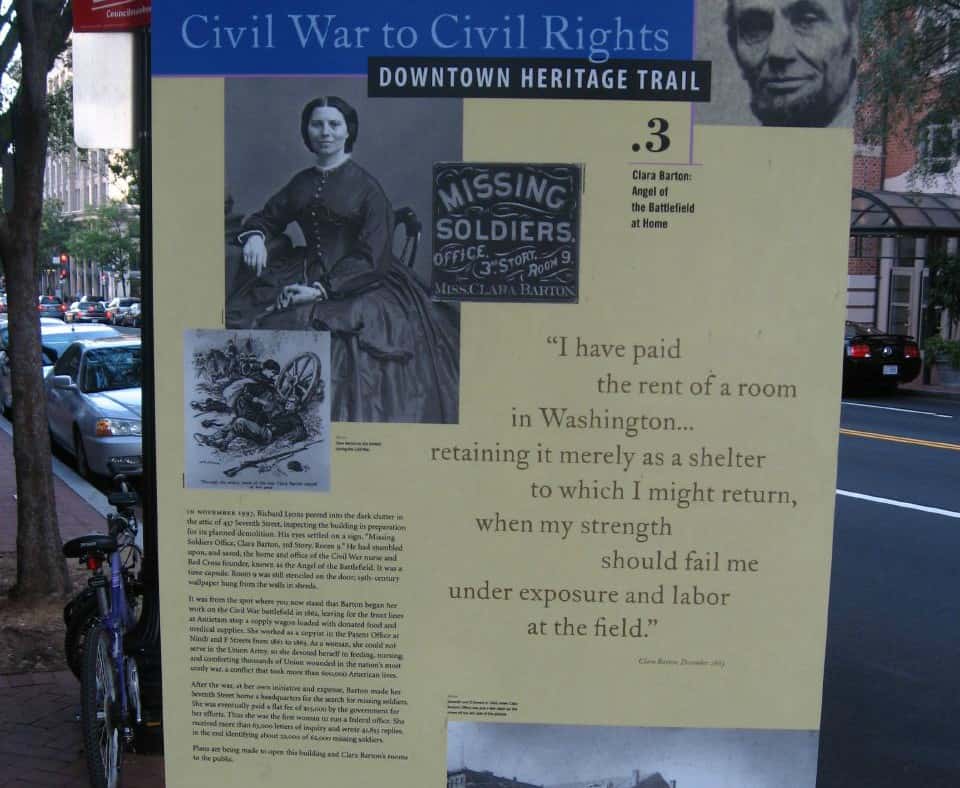 Councilmember
Civil War to Civil Rights
DOWNTOWN HERITAGE TRAIL
.3
Clara Barton:
Angel of
the Battlefield
at Home
MISSING
SOLDIERS.
OFFICE.
3RD STORY.
ROOM 9.
MISS. CLARA BARTON.
"I have paid
the rent of a room
in Washington...
retaining it merely as a shelter
to which I might return,
when my strength
should fail me
under exposure and labor
at the field."
Clara Barton, December 1863
IN NOVEMBER 1997, Richard Lyons peered into the dark clutter in
the attic of 437 Seventh Street, inspecting the building in preparation
for its planned demolition. His eyes settled on a sign, "Missing
Soldiers Office, Clara Barton, 3rd Story, Room 9." He had stumbled
upon, and saved, the home and office of the Civil War nurse and
Red Cross founder, known as the Angel of the Battlefield. It was a
time capsule. Room 9 was still stenciled on the door; 19th-century
wallpaper hung from the walls in shreds.
It was from the spot where you now stand that Barton began her
work on the Civil War battlefield in 1862, leaving for the front lines
at Antietam atop a supply wagon loaded with donated food and
medical supplies. She worked as a copyist in the Patent Office at
Ninth and F Streets from 1861 to 1865. As a woman, she could not
serve in the Union Army, so she devoted herself to feeding, nursing,
and comforting thousands of Union wounded in the nation's most
costly war, a conflict that took more than 600,000 American lives.
After the war, at her own initiative and expense, Barton made her
Seventh Street home a headquarters for the search for missing soldiers.
She was eventually paid a flat fee of $15,000 by the government for
her efforts. Thus she was the first woman to run a federal office. She
received more than 63,000 letters of inquiry and wrote 41,855 replies,
in the end identifying about 22,000 of 62,000 missing soldiers.
Plans are being made to open this building and Clara Barton's rooms
to the public.